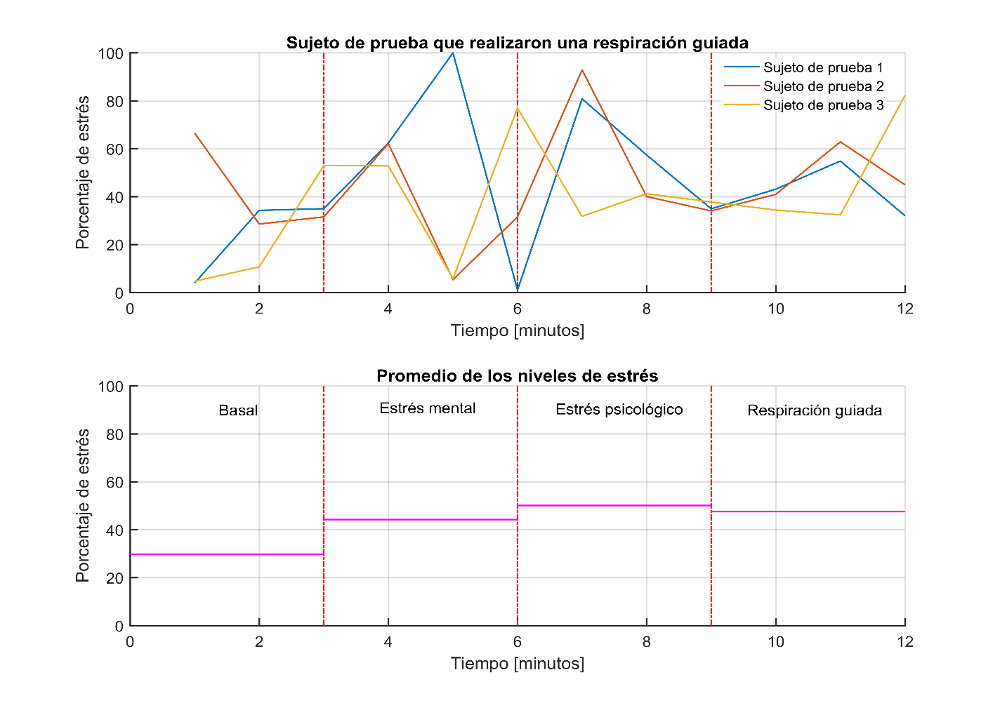 Sujeto de prueba que realizaron una respiración guiada
100
80
60
40
20
0
Porcentaje de estrés
Sujeto de prueba 1
Sujeto de prueba 2
Sujeto de prueba 3
0 2 4 6 8 10 12
Tiempo [minutos]
Promedio de los niveles de estrés
100
80
60
40
20
0
Porcentaje de estrés
Basal Estrés mental Estrés psicológico Respiración guiada
0 2 4 6 8 10 12
Tiempo [minutos]